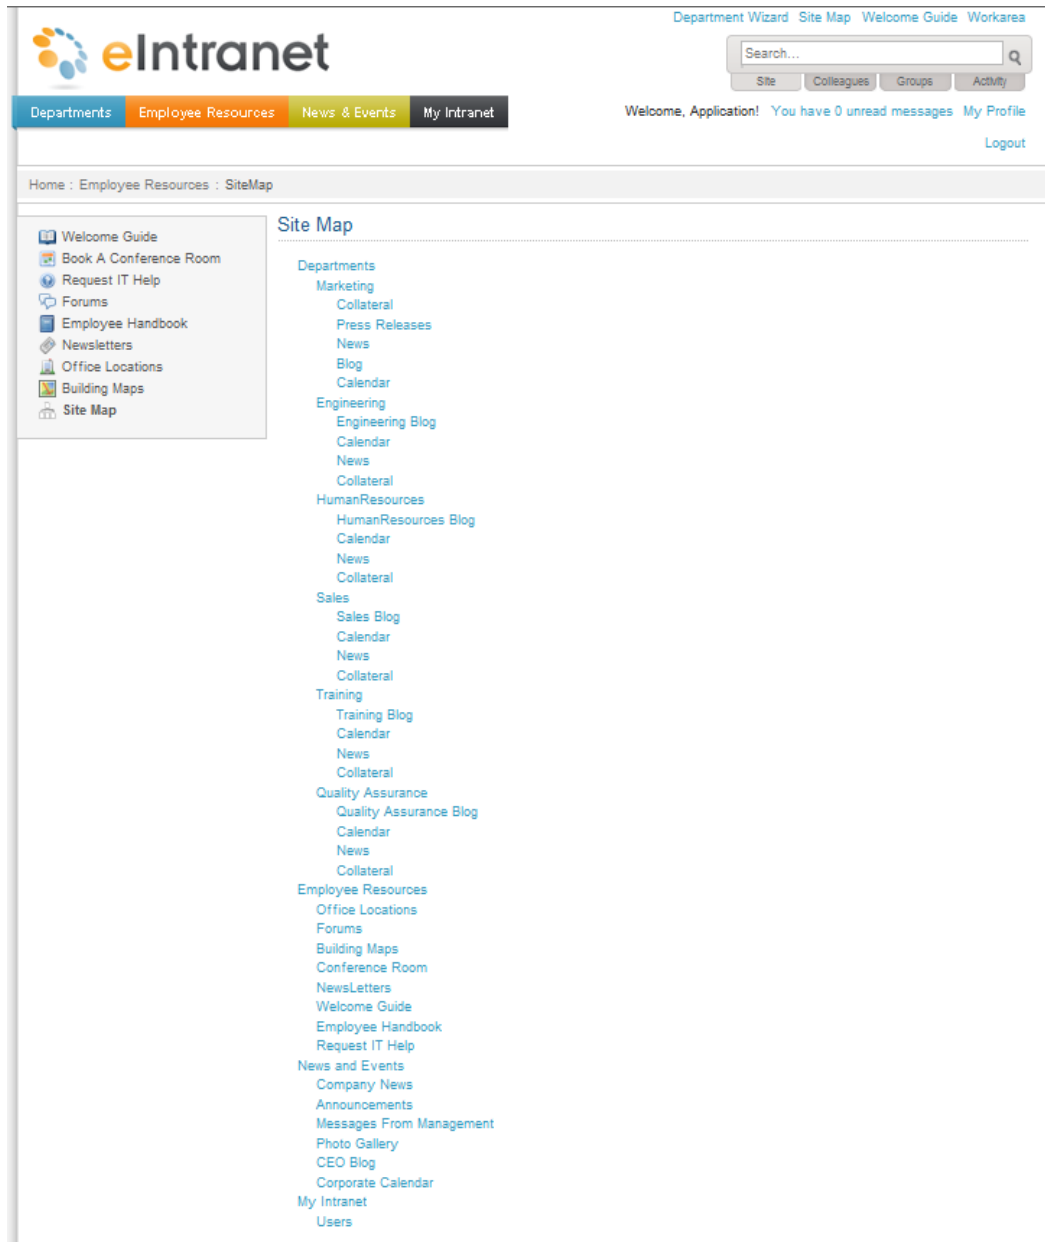 Department Wizard Site Map Welcome Guide Workarea
eIntranet
Search...
Site Colleagues Groups Activity
Departments Employee Resources News & Events My Intranet
Welcome, Application! You have 0 unread messages My Profile
Logout
Home : Employee Resources : SiteMap
Welcome Guide
Book A Conference Room
Request IT Help
Forums
Employee Handbook
Newsletters
Office Locations
Building Maps
Site Map
Site Map
Departments
Marketing
Collateral
Press Releases
News
Blog
Calendar
Engineering
Engineering Blog
Calendar
News
Collateral
HumanResources
HumanResources Blog
Calendar
News
Collateral
Sales
Sales Blog
Calendar
News
Collateral
Training
Training Blog
Calendar
News
Collateral
Quality Assurance
Quality Assurance Blog
Calendar
News
Collateral
Employee Resources
Office Locations
Forums
Building Maps
Conference Room
NewsLetters
Welcome Guide
Employee Handbook
Request IT Help
News and Events
Company News
Announcements
Messages From Management
Photo Gallery
CEO Blog
Corporate Calendar
My Intranet
Users